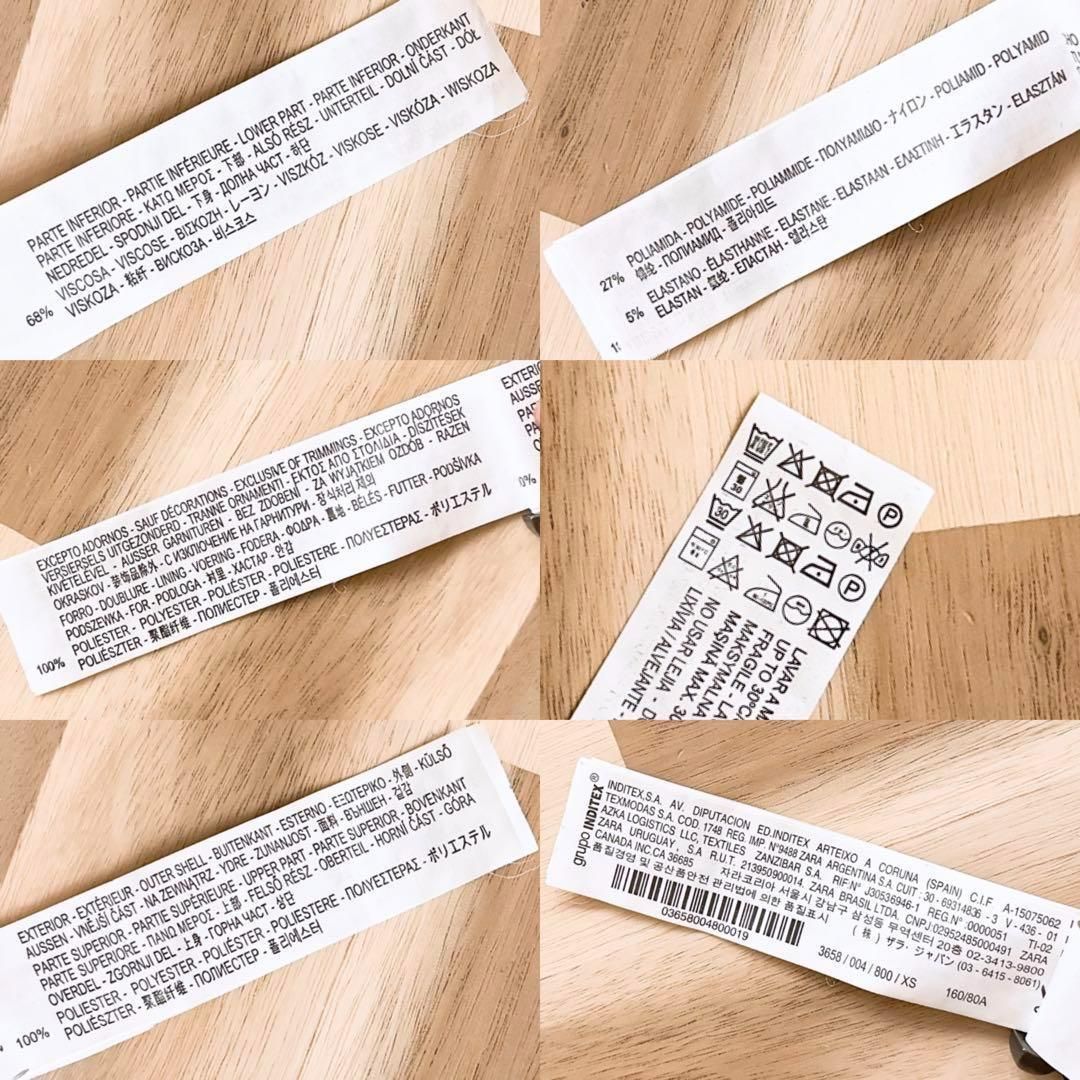 PARTE INFERIOR - PARTIE INFÉRIEURE - LOWER PART - PARTE INFERIOR - ONDERKANT
PARTE INFERIORE - ΚΑΤΩ ΜΕΡΟΣ - 下部 - ALSÓ RÉSZ - UNTERTEIL - DOLNÍ ČÁST - DÓŁ
NEDREDEL - SPODNJI DEL - 下身 - ДОЛНА ЧАСТ - 하단
VISCOSA - VISCOSE - ΒΙΣΚΟΖΗ - レーヨン - VISZKÓZ - VISKOSE - VISKÓZA - WISKOZA
68% VISKOZA - 粘纤 - ВИСКОЗА - 비스코스
POLIAMIDA - POLYAMIDE - POLIAMMIDE - ΠΟΛΥΑΜΙΔΙΟ - ナイロン - POLIAMID - POLYAMID
27% 锦纶 - ПОЛИАМИД - 폴리아미드
ELASTANO - ÉLASTHANNE - ELASTANE - ELASTAAN - ΕΛΑΣΤΙΝΗ - エラスタン - ELASZTÁN
5% ELASTAN - 氨纶 - ЕЛАСТАН - 엘라스탄
EXCEPTO ADORNOS - SAUF DÉCORATIONS - EXCLUSIVE OF TRIMMINGS - EXCEPTO ADORNOS
VERSIERSELS UITGEZONDERD - TRANNE ORNAMENTI - ΕΚΤΟΣ ΑΠΟ ΣΤΟΛΙΔΙΑ - DÍSZITÉSEK
KIVETELÉVEL - AUSSER GARNITUREN - BEZ ZDOBENÍ - ZA WYJĄTKIEM OZDÓB - RAZEN
OKRASKOV - 装饰品除外 - С ИЗКЛЮЧЕНИЕ НА ГАРНИТУРИ - 장식처리 제외
FORRO - DOUBLURE - LINING - VOERING - FODERA - ΦΟΔΡΑ - 裏地 - BÉLÉS - FUTTER - PODŠÍVKA
PODSZEWKA - FOR - PODLOGA - 衬里 - ХАСТАР - 안감
POLIESTER - POLYESTER - POLIÉSTER - POLIESTERE - ΠΟΛΥΕΣΤΕΡΑΣ - ポリエステル
100% POLIÉSZTER - 聚酯纤维 - ПОЛИЕСТЕР - 폴리에스터
EXTERI
AUSSE
0%
30
30
LAVAR A M
UP TO 30ºC
FRAGILE - LA
MAKSYMALNA
MAŠINA MAX. 30
NO USAR LEJIA - 
LIXÍVIA / ALVEJANTE -
EXTERIOR - EXTÉRIEUR - OUTER SHELL - BUITENKANT - ESTERNO - ΕΞΩΤΕΡΙΚΟ - 外側 - KÜLSŐ
AUSSEN - VNĚJŠÍ ČÁST - NA ZEWNĄTRZ - YDRE - ZUNANJOST - 面料 - ВЪНШЕН - 겉감
PARTE SUPERIOR - PARTIE SUPÉRIEURE - UPPER PART - PARTE SUPERIOR - BOVENKANT
PARTE SUPERIORE - ΠΑΝΩ ΜΕΡΟΣ - 上部 - FELSŐ RÉSZ - OBERTEIL - HORNÍ ČÁST - GÓRA
OVERDEL - ZGORNJI DEL - 上身 - ГОРНА ЧАСТ - 상단
POLIESTER - POLYESTER - POLIÉSTER - POLIESTERE - ΠΟΛΥΕΣΤΕΡΑΣ - ポリエステル
100% POLIÉSZTER - 聚酯纤维 - ПОЛИЕСТЕР - 폴리에스터
grupo INDITEX ®
INDITEX,S.A. AV. DIPUTACION ED.INDITEX ARTEIXO A CORUNA (SPAIN) C.I.F A-15075062
TEXMODAS S.A. COD. 1748 REG. IMP. Nº9488 ZARA ARGENTINA S.A CUIT : 30 - 69314836 - 3 V - 436 - 01
AZKA LOGISTICS LLC, TEXTILES ZANZIBAR S.A. RIF:Nº J30536946-1 REG.Nº .0000051 TI-02
ZARA URUGUAY , S.A R.U.T. 213950900014. ZARA BRASIL LTDA. CNPJ:02952485000491 ZARA
CANADA INC.CA 36685 자라코리아 서울시 강남구 삼성동 무역센터 20층 02-3413-9800
품질경영 및 공산품안전 관리법에 의한 품질표시 (株) ザラ・ジャパン (03 - 6415 - 8061)
03658004800019
3658 / 004 / 800 / XS 160/80A